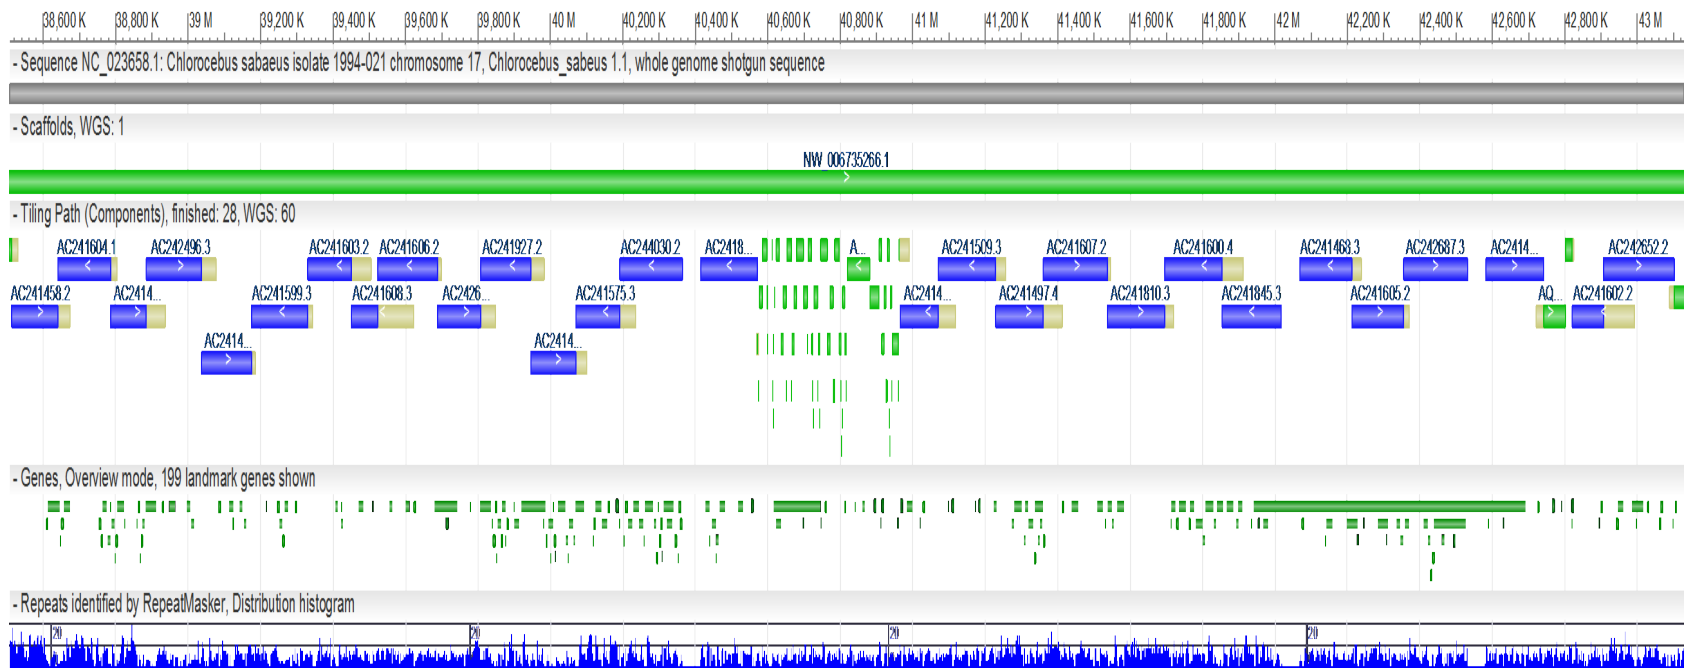 38,600 K 38,800 K 39 M 39,200 K 39,400 K 39,600 K 39,800 K 40 M 40,200 K 40,400 K 40,600 K 40,800 K 41 M 41,200 K 41,400 K 41,600 K 41,800 K 42 M 42,200 K 42,400 K 42,600 K 42,800 K 43 M
- Sequence NC_023658.1: Chlorocebus sabaeus isolate 1994-021 chromosome 17, Chlorocebus_sabeus 1.1, whole genome shotgun sequence
- Scaffolds, WGS: 1
NW_006735266.1
- Tiling Path (Components), finished: 28, WGS: 60
AC241604.1 AC242496.3 AC241603.2 AC241606.2 AC241927.2 AC244030.2 AC2418... A... AC241509.3 AC241607.2 AC241600.4 AC241468.3 AC242687.3 AC2414... AC242652.2
AC241458.2 AC2414... AC241599.3 AC241608.3 AC2426... AC241575.3 AC2414... AC241497.4 AC241810.3 AC241845.3 AC241605.2 AQ... AC241602.2
AC2414... AC2414...
- Genes, Overview mode, 199 landmark genes shown
- Repeats identified by RepeatMasker, Distribution histogram
20 20 20 20